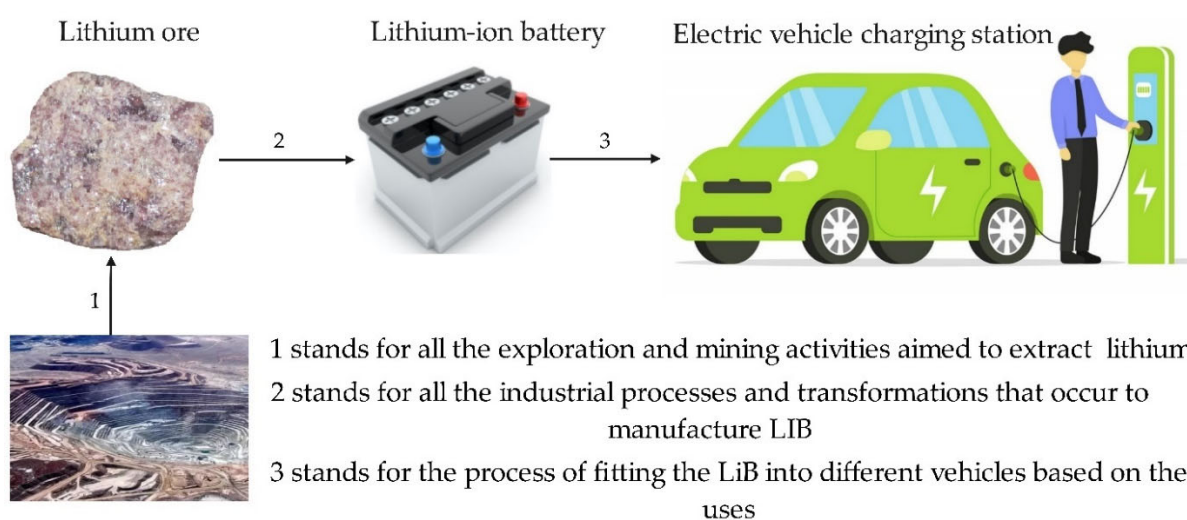 Lithium ore
Lithium-ion battery
Electric vehicle charging station
2
3
1
1 stands for all the exploration and mining activities aimed to extract lithium
2 stands for all the industrial processes and transformations that occur to
manufacture LIB
3 stands for the process of fitting the LiB into different vehicles based on the
uses